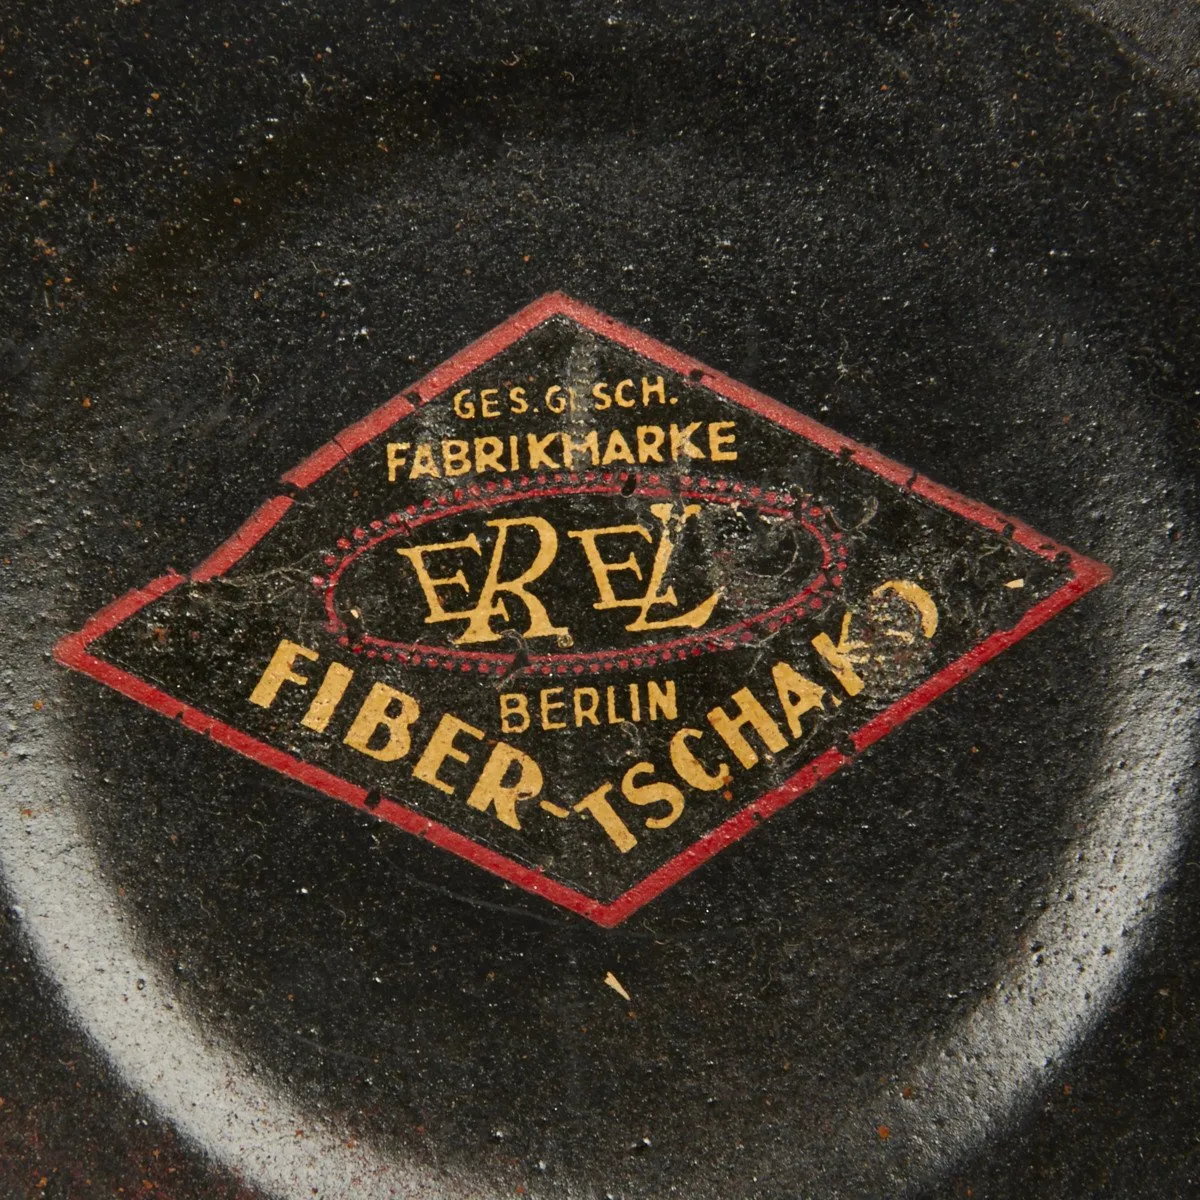 GES. GESCH.
FABRIKMARKE
EREL
BERLIN
FIBER-TSCHAKO